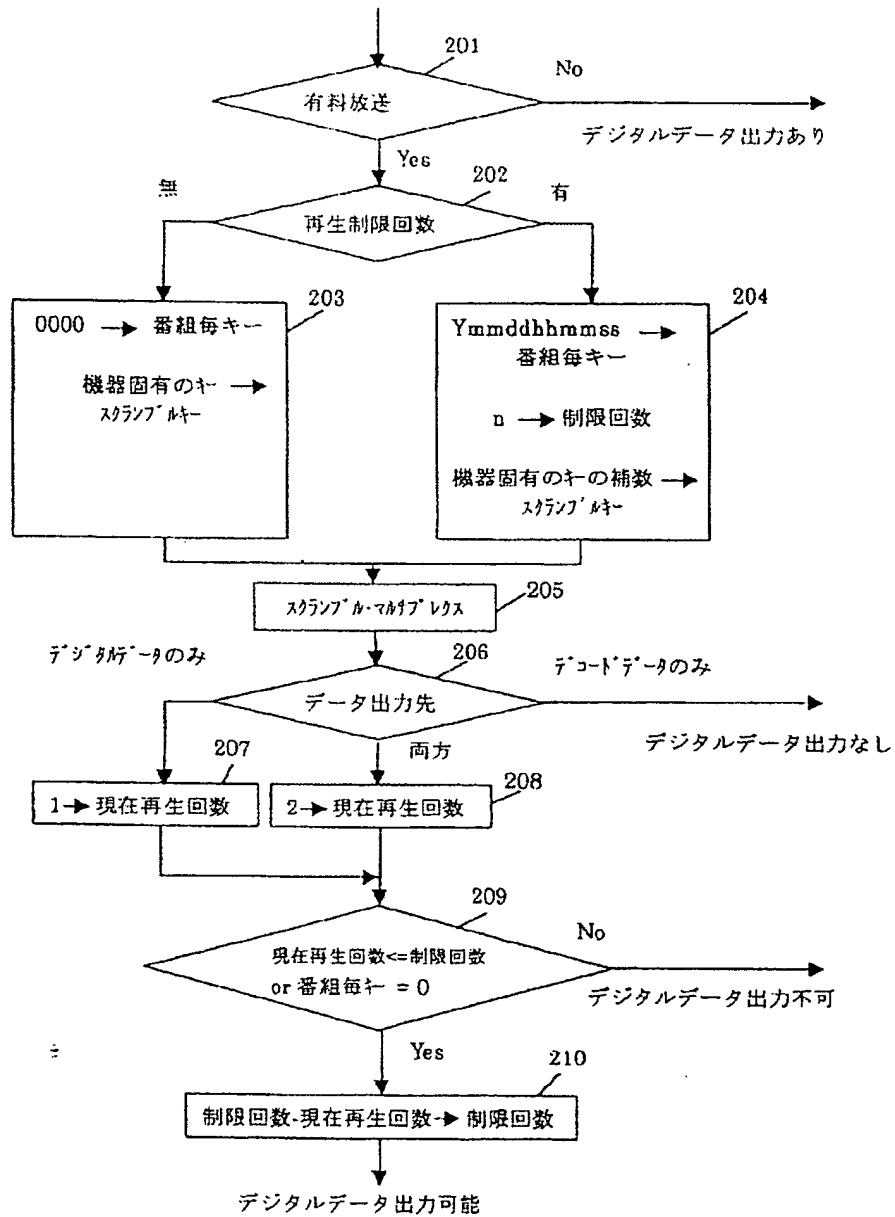 201
No
有料放送
デジタルデータ出力あり
Yes
202
無
有
再生制限回数
203
0000 → 番組毎キー
機器固有のキー →
スクランブルキー
204
Ymmddhhmmss →
番組毎キー
n → 制限回数
機器固有のキーの補数 →
スクランブルキー
スクランブル・マルチプレクス
205
デジタルデータのみ
206
デコードデータのみ
データ出力先
両方
デジタルデータ出力なし
207
1→現在再生回数
208
2→現在再生回数
209
No
現在再生回数<=制限回数
or 番組毎キー = 0
デジタルデータ出力不可
Yes
210
制限回数-現在再生回数→制限回数
デジタルデータ出力可能